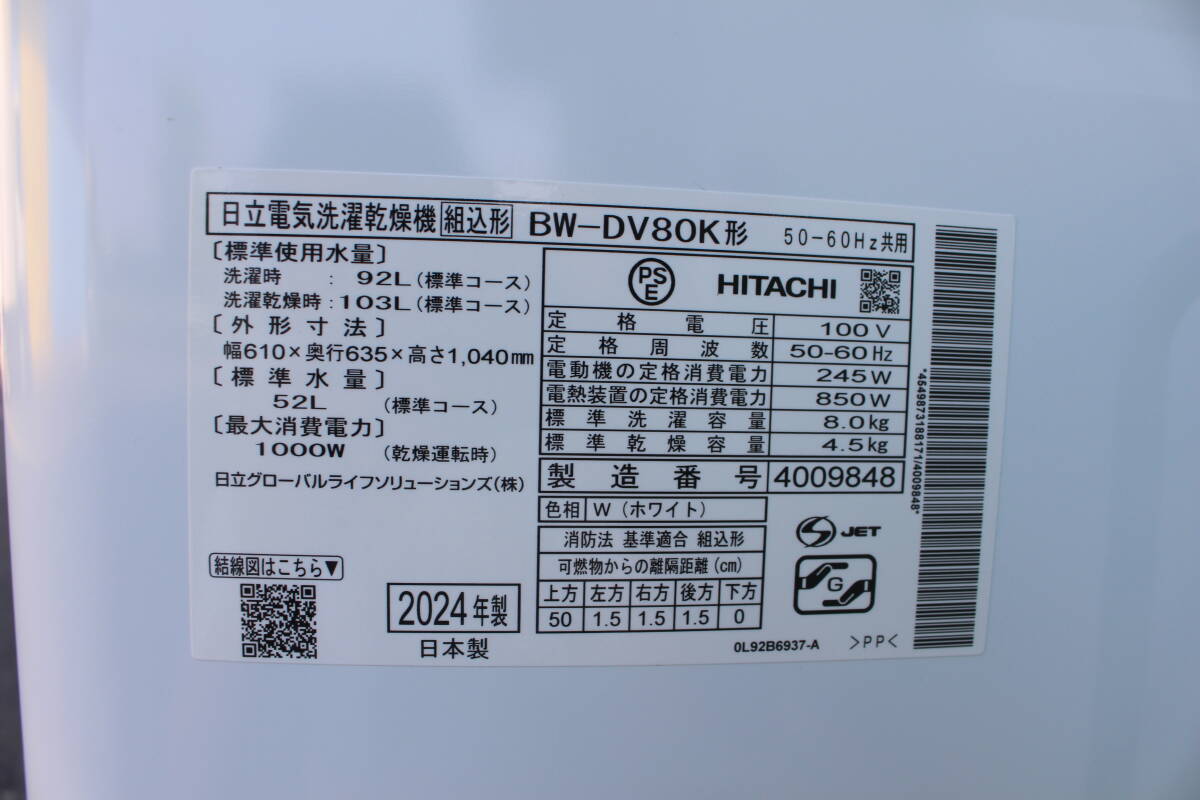 日立電気洗濯乾燥機 組込形 BW-DV80K形 50-60Hz共用
〔標準使用水量〕
洗濯時 : 92L(標準コース)
洗濯乾燥時:103L(標準コース)
〔外形寸法〕
幅610×奥行635×高さ1,040mm
〔標準水量〕
52L (標準コース)
〔最大消費電力〕
1000W (乾燥運転時)
日立グローバルライフソリューションズ(株)
結線図はこちら▼
2024年製
日本製
PS
E
HITACHI
定格電圧 100V
定格周波数 50-60Hz
電動機の定格消費電力 245W
電熱装置の定格消費電力 850W
標準洗濯容量 8.0kg
標準乾燥容量 4.5kg
製造番号 4009848
色相 W(ホワイト)
消防法 基準適合 組込形
可燃物からの離隔距離(cm)
上方 左方 右方 後方 下方
50 1.5 1.5 1.5 0
S JET
G
0L92B6937-A >PP<
*4549873188171/4009848*